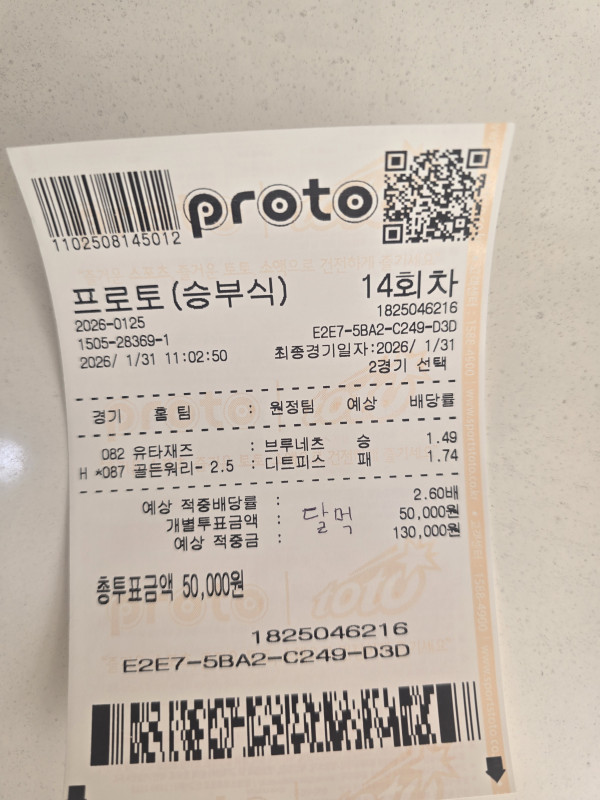 proto
1102508145012
프로토(승부식) 14회차
2026-0125 1825046216
1505-28369-1 E2E7-5BA2-C249-D3D
2026/ 1/31 11:02:50 최종경기일자:2026/ 1/31
2경기 선택
경기 홈팀 : 원정팀 예상 배당률
082 유타재즈 : 브루네츠 승 1.49
H *087 골든워리- 2.5 : 디트피스 패 1.74
예상 적중배당률 : 2.60배
개별투표금액 : 50,000원
예상 적중금 : 130,000원
달먹
총투표금액 50,000원
1825046216
E2E7-5BA2-C249-D3D